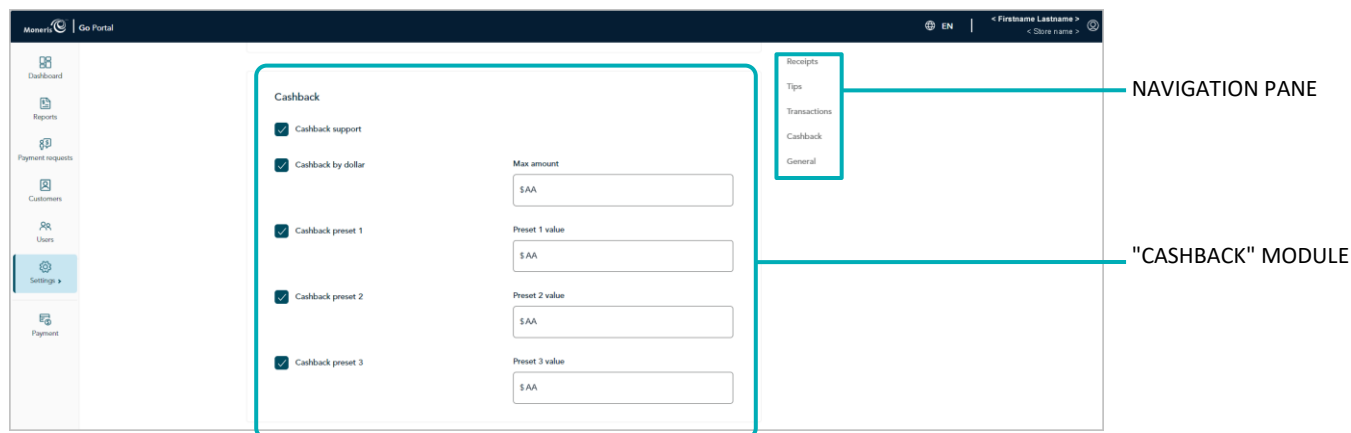 Moneris Go Portal
EN
< Firstname Lastname >
< Store name >
Dashboard
Reports
Payment requests
Customers
Users
Settings
Payment
Cashback
Cashback support
Cashback by dollar
Max amount
$AA
Cashback preset 1
Preset 1 value
$AA
Cashback preset 2
Preset 2 value
$AA
Cashback preset 3
Preset 3 value
$AA
Receipts
Tips
Transactions
Cashback
General
NAVIGATION PANE
"CASHBACK" MODULE